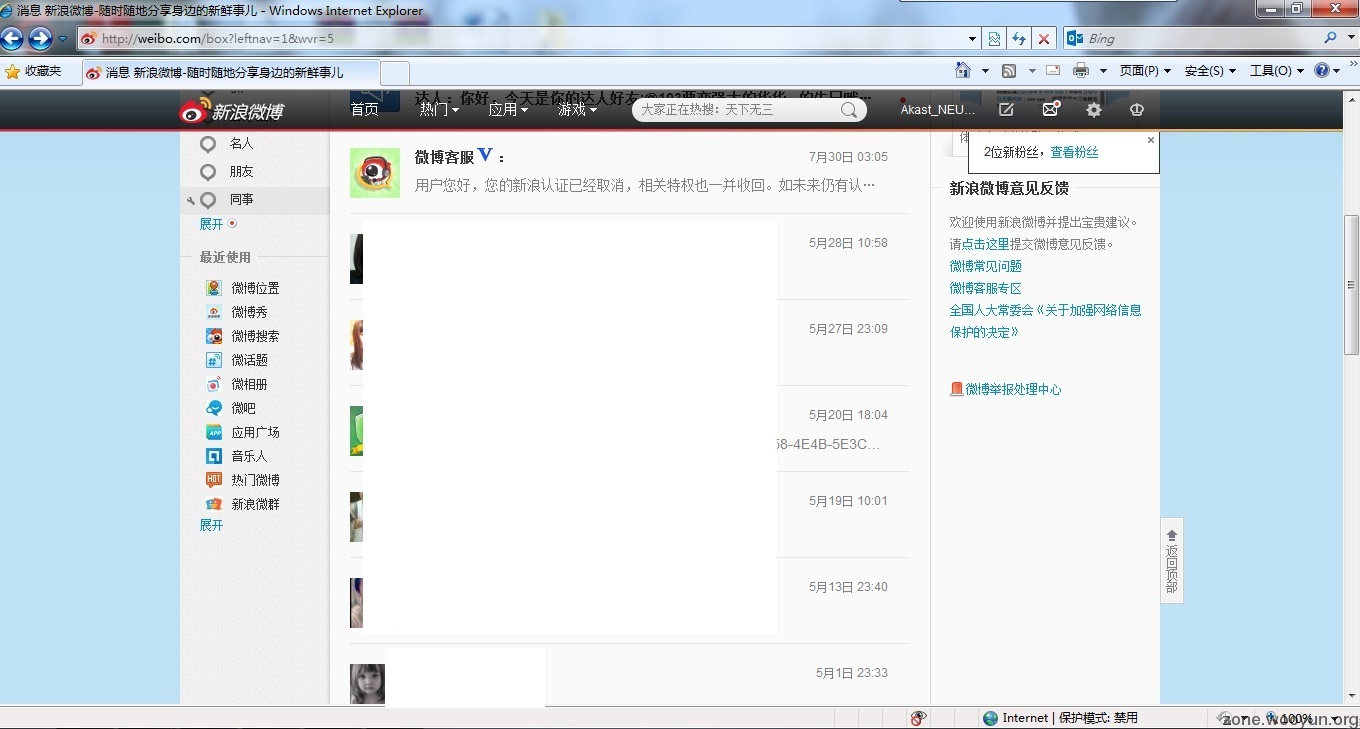 消息 新浪微博-随时随地分享身边的新鲜事儿 - Windows Internet Explorer
http://weibo.com/box?leftnav=1&wvr=5
Bing
收藏夹
消息 新浪微博-随时随地分享身边的新鲜事儿
页面(P)
安全(S)
工具(O)
新浪微博
首页
热门
应用
游戏
大家正在热搜：天下无三
Akast_NEU...
2位新粉丝，查看粉丝
名人
朋友
同事
展开
最近使用
微博位置
微博秀
微博搜索
微话题
微相册
微吧
应用广场
音乐人
热门微博
新浪微群
展开
微博客服 V ：
7月30日 03:05
用户您好，您的新浪认证已经取消，相关特权也一并收回。如未来仍有认…
5月28日 10:58
5月27日 23:09
5月20日 18:04
58-4E4B-5E3C...
5月19日 10:01
5月13日 23:40
5月1日 23:33
新浪微博意见反馈
欢迎使用新浪微博并提出宝贵建议。
请点击这里提交微博意见反馈。
微博常见问题
微博客服专区
全国人大常委会《关于加强网络信息
保护的决定》
微博举报处理中心
返回顶部
Internet | 保护模式: 禁用
100%
zone.wooyun.org